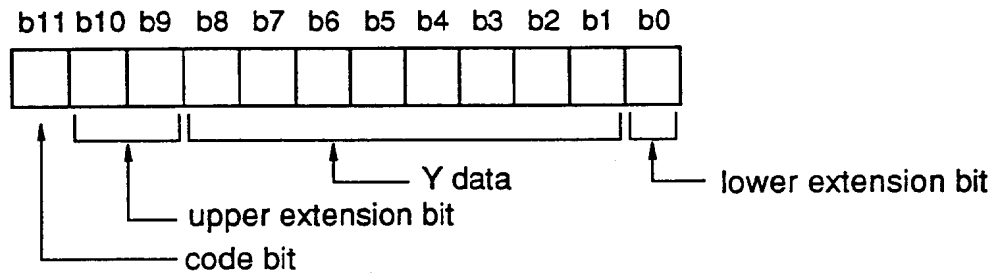 b11 b10 b9 b8 b7 b6 b5 b4 b3 b2 b1 b0
Y data
lower extension bit
upper extension bit
code bit